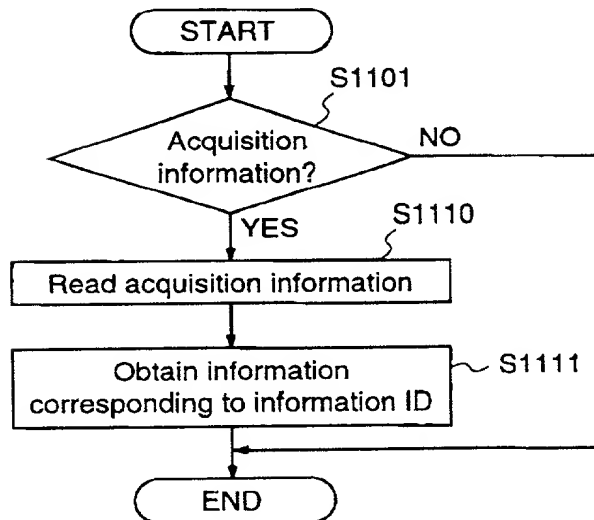 START
S1101
Acquisition
information?
NO
YES
S1110
Read acquisition information
S1111
Obtain information
corresponding to information ID
END